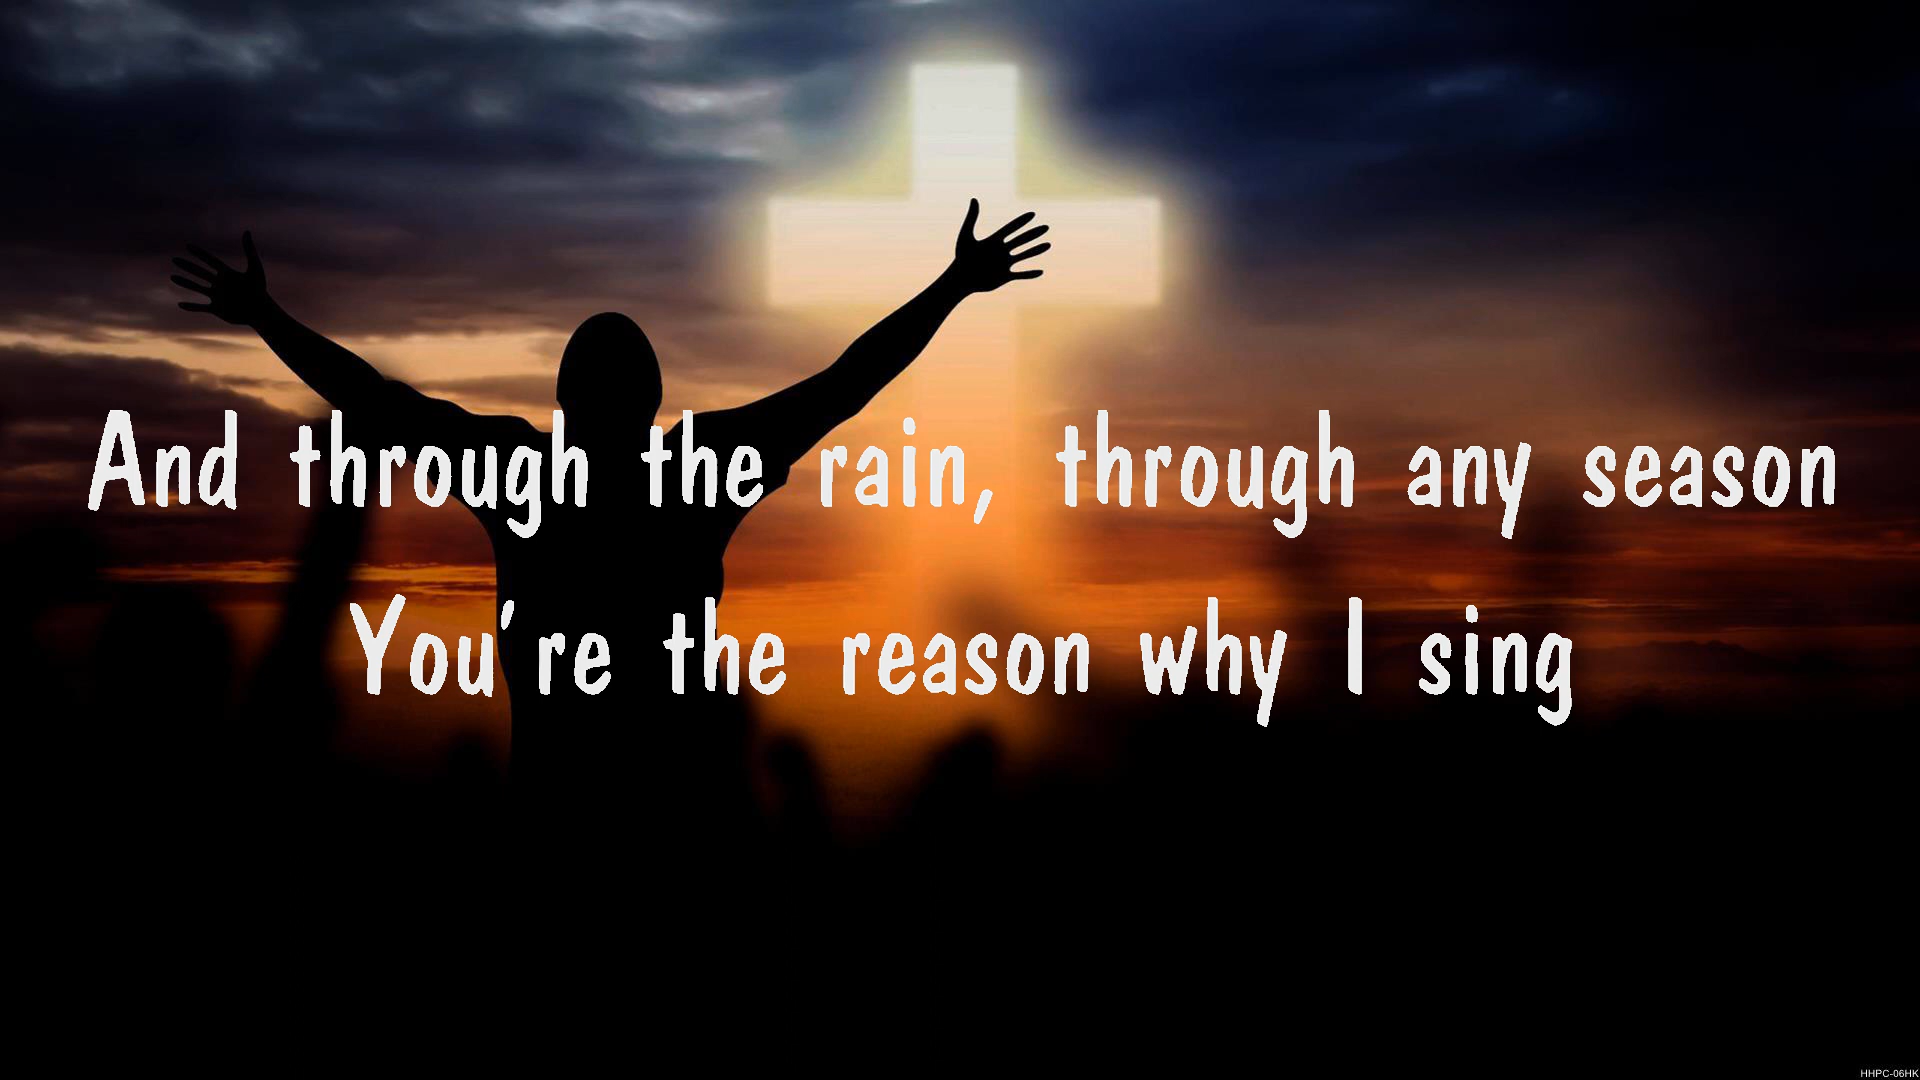 And through the rain, through any season
You're the reason why I sing
HHPC-06HK